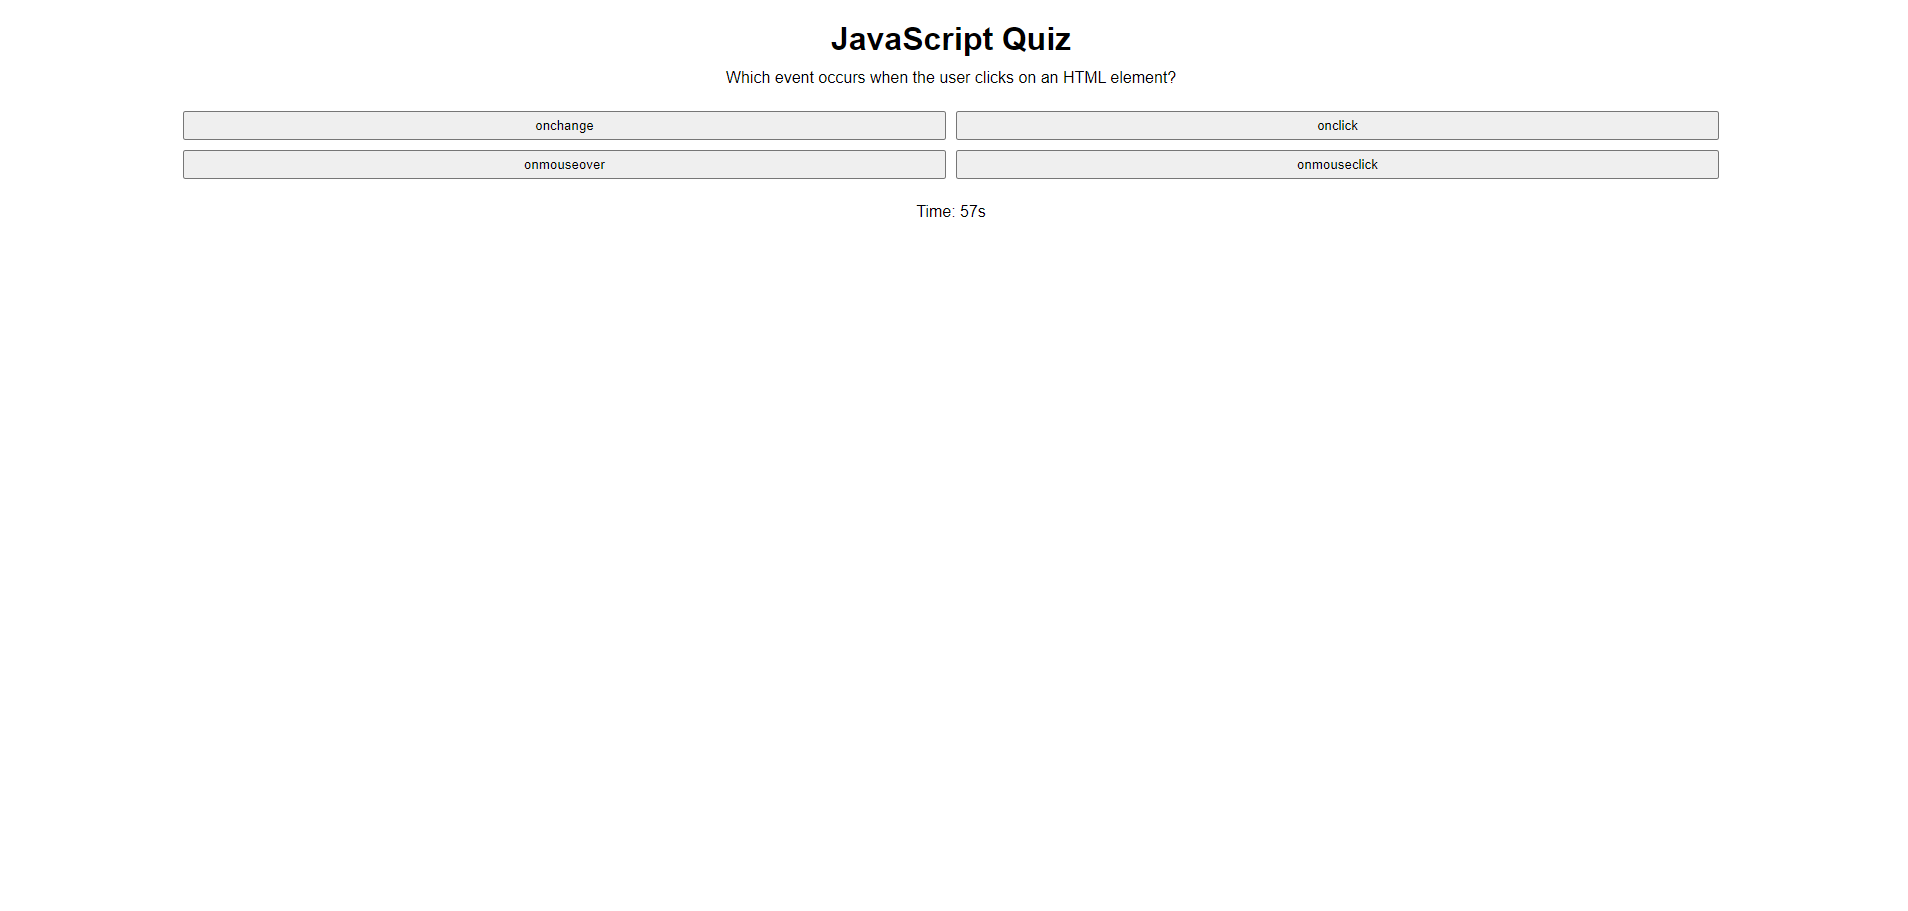 JavaScript Quiz
Which event occurs when the user clicks on an HTML element?
onchange
onclick
onmouseover
onmouseclick
Time: 57s